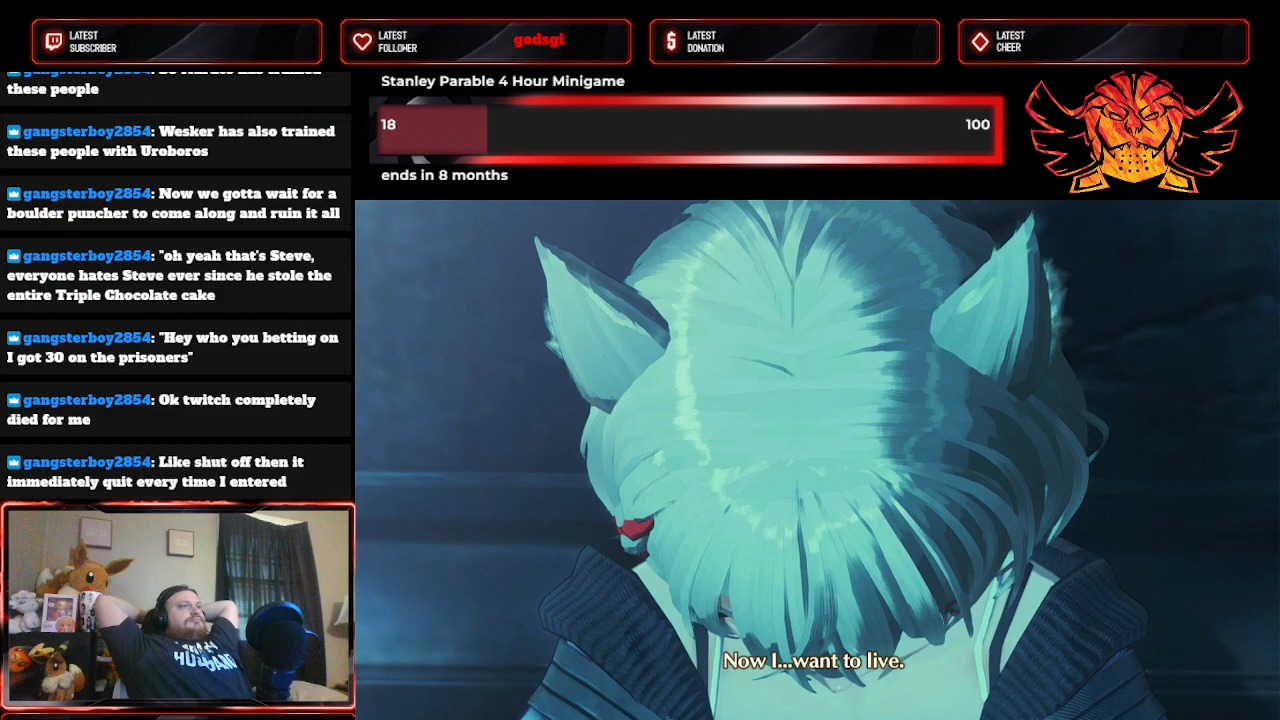 LATEST
SUBSCRIBER
LATEST
FOLLOWER
godsgi
LATEST
DONATION
LATEST
CHEER
these people
gangsterboy2854: Wesker has also trained
these people with Uroboros
gangsterboy2854: Now we gotta wait for a
boulder puncher to come along and ruin it all
gangsterboy2854: "oh yeah that's Steve,
everyone hates Steve ever since he stole the
entire Triple Chocolate cake
gangsterboy2854: "Hey who you betting on
I got 30 on the prisoners"
gangsterboy2854: Ok twitch completely
died for me
gangsterboy2854: Like shut off then it
immediately quit every time I entered
Stanley Parable 4 Hour Minigame
18
100
ends in 8 months
Now I...want to live.